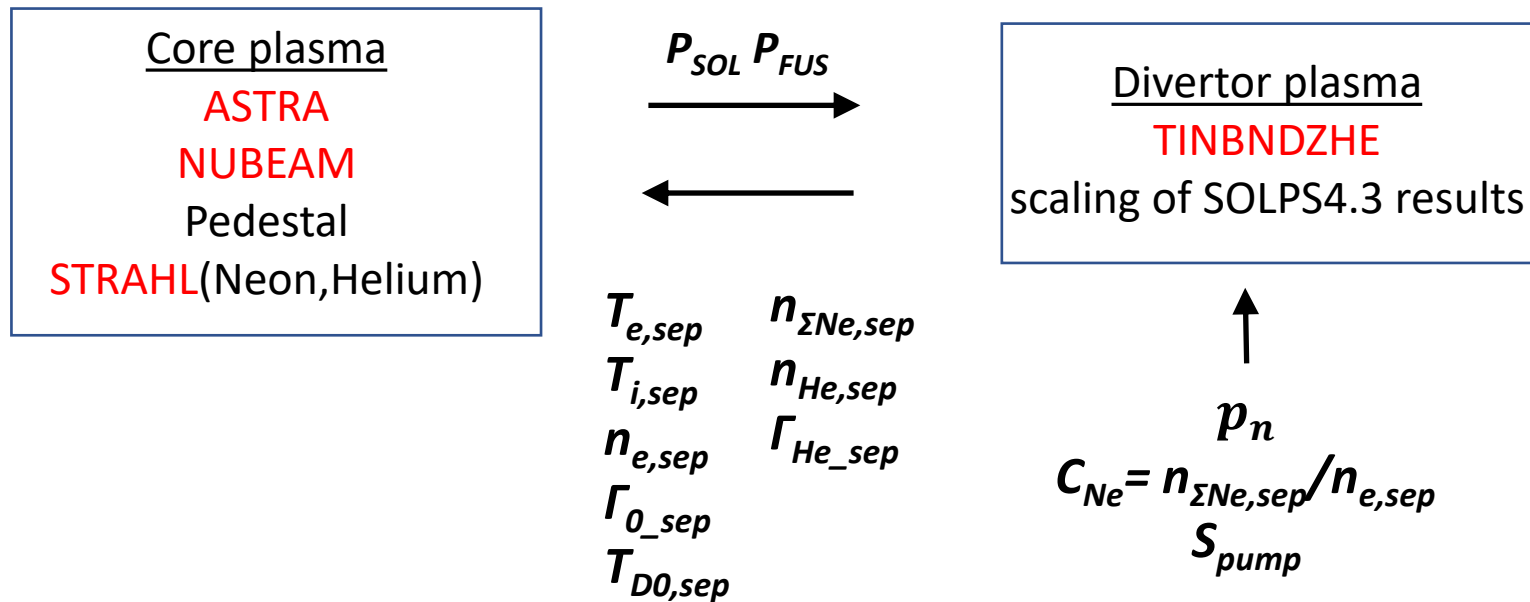 Core plasma
ASTRA
NUBEAM
Pedestal
STRAHL(Neon,Helium)
P_SOL P_FUS
T_e,sep
T_i,sep
n_e,sep
Γ_0_sep
T_D0,sep
n_ΣNe,sep
n_He,sep
Γ_He_sep
Divertor plasma
TINBNDZHE
scaling of SOLPS4.3 results
p_n
C_Ne= n_ΣNe,sep/n_e,sep
S_pump